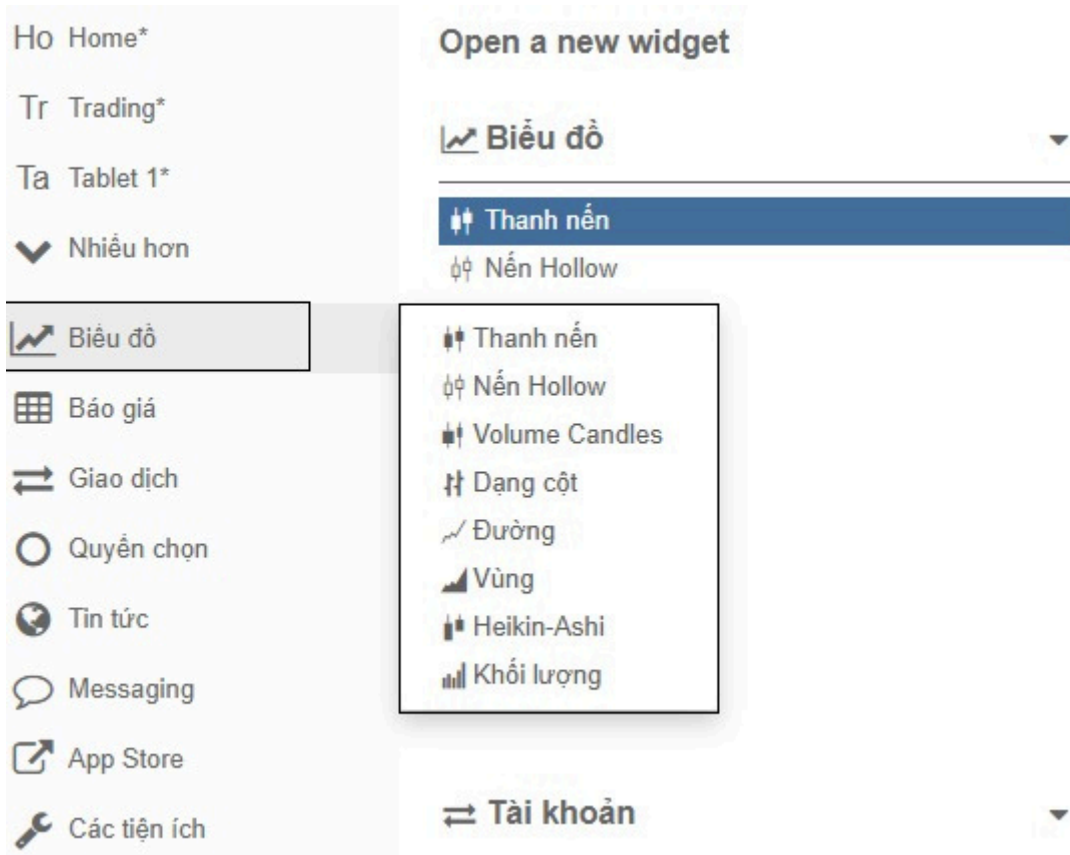 Ho Home*
Tr Trading*
Ta Tablet 1*
Nhiều hơn
Biểu đồ
Báo giá
Giao dịch
Quyền chọn
Tin tức
Messaging
App Store
Các tiện ích
Open a new widget
Biểu đồ
Thanh nến
Nến Hollow
Thanh nến
Nến Hollow
Volume Candles
Dạng cột
Đường
Vùng
Heikin-Ashi
Khối lượng
Tài khoản